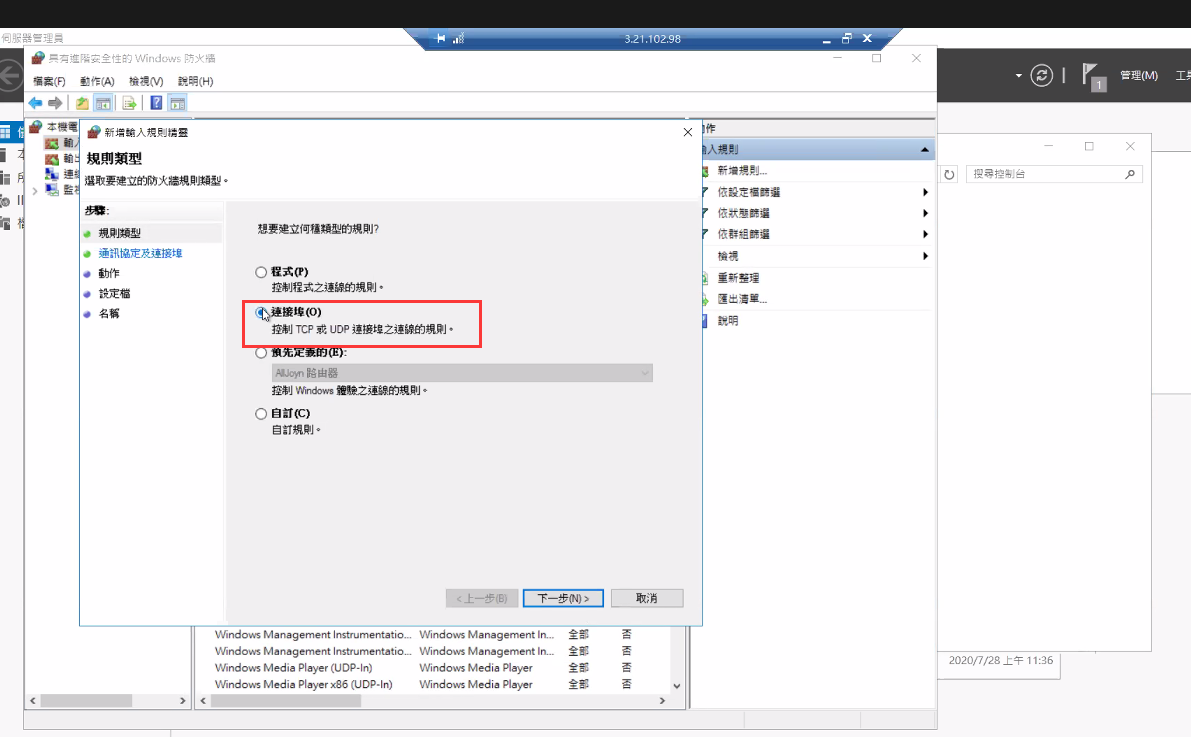 伺服器管理員
3.21.102.98
具有進階安全性的 Windows 防火牆
檔案(F) 動作(A) 檢視(V) 說明(H)
1
管理(M)
本機電
新增輸入規則精靈
規則類型
選取要建立的防火牆規則類型。
步驟:
規則類型
通訊協定及連接埠
動作
設定檔
名稱
想要建立何種類型的規則?
程式(P)
控制程式之連線的規則。
連接埠(O)
控制 TCP 或 UDP 連接埠之連線的規則。
預先定義的(E):
AllJoyn 路由器
控制 Windows 體驗之連線的規則。
自訂(C)
自訂規則。
< 上一步(B) 下一步(N) > 取消
作
入規則
新增規則...
依設定檔篩選
依狀態篩選
依群組篩選
檢視
重新整理
匯出清單...
說明
搜尋控制台
Windows Management Instrumentatio... Windows Management In... 全部 否
Windows Management Instrumentatio... Windows Management In... 全部 否
Windows Media Player (UDP-In) Windows Media Player 全部 否
Windows Media Player x86 (UDP-In) Windows Media Player 全部 否
2020/7/28 上午 11:36